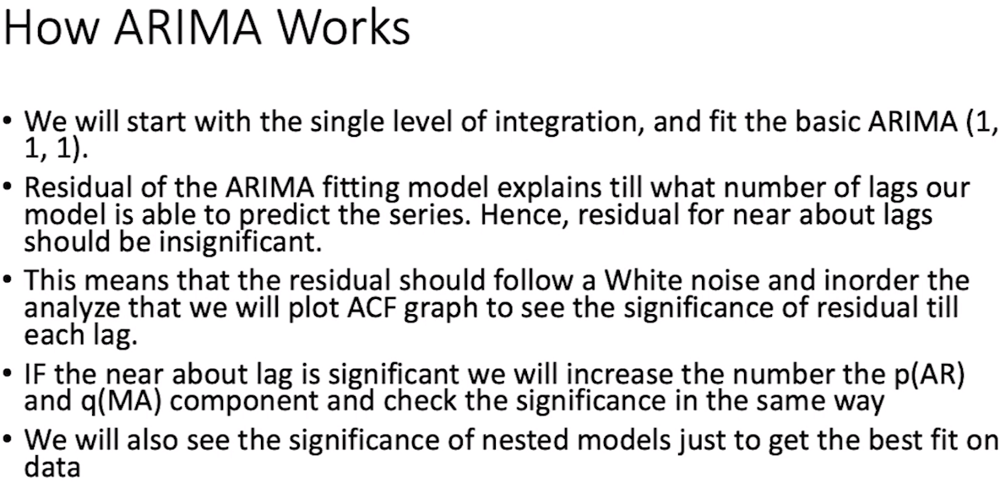 How ARIMA Works
• We will start with the single level of integration, and fit the basic ARIMA (1,
1, 1).
• Residual of the ARIMA fitting model explains till what number of lags our
model is able to predict the series. Hence, residual for near about lags
should be insignificant.
• This means that the residual should follow a White noise and inorder the
analyze that we will plot ACF graph to see the significance of residual till
each lag.
• IF the near about lag is significant we will increase the number the p(AR)
and q(MA) component and check the significance in the same way
• We will also see the significance of nested models just to get the best fit on
data